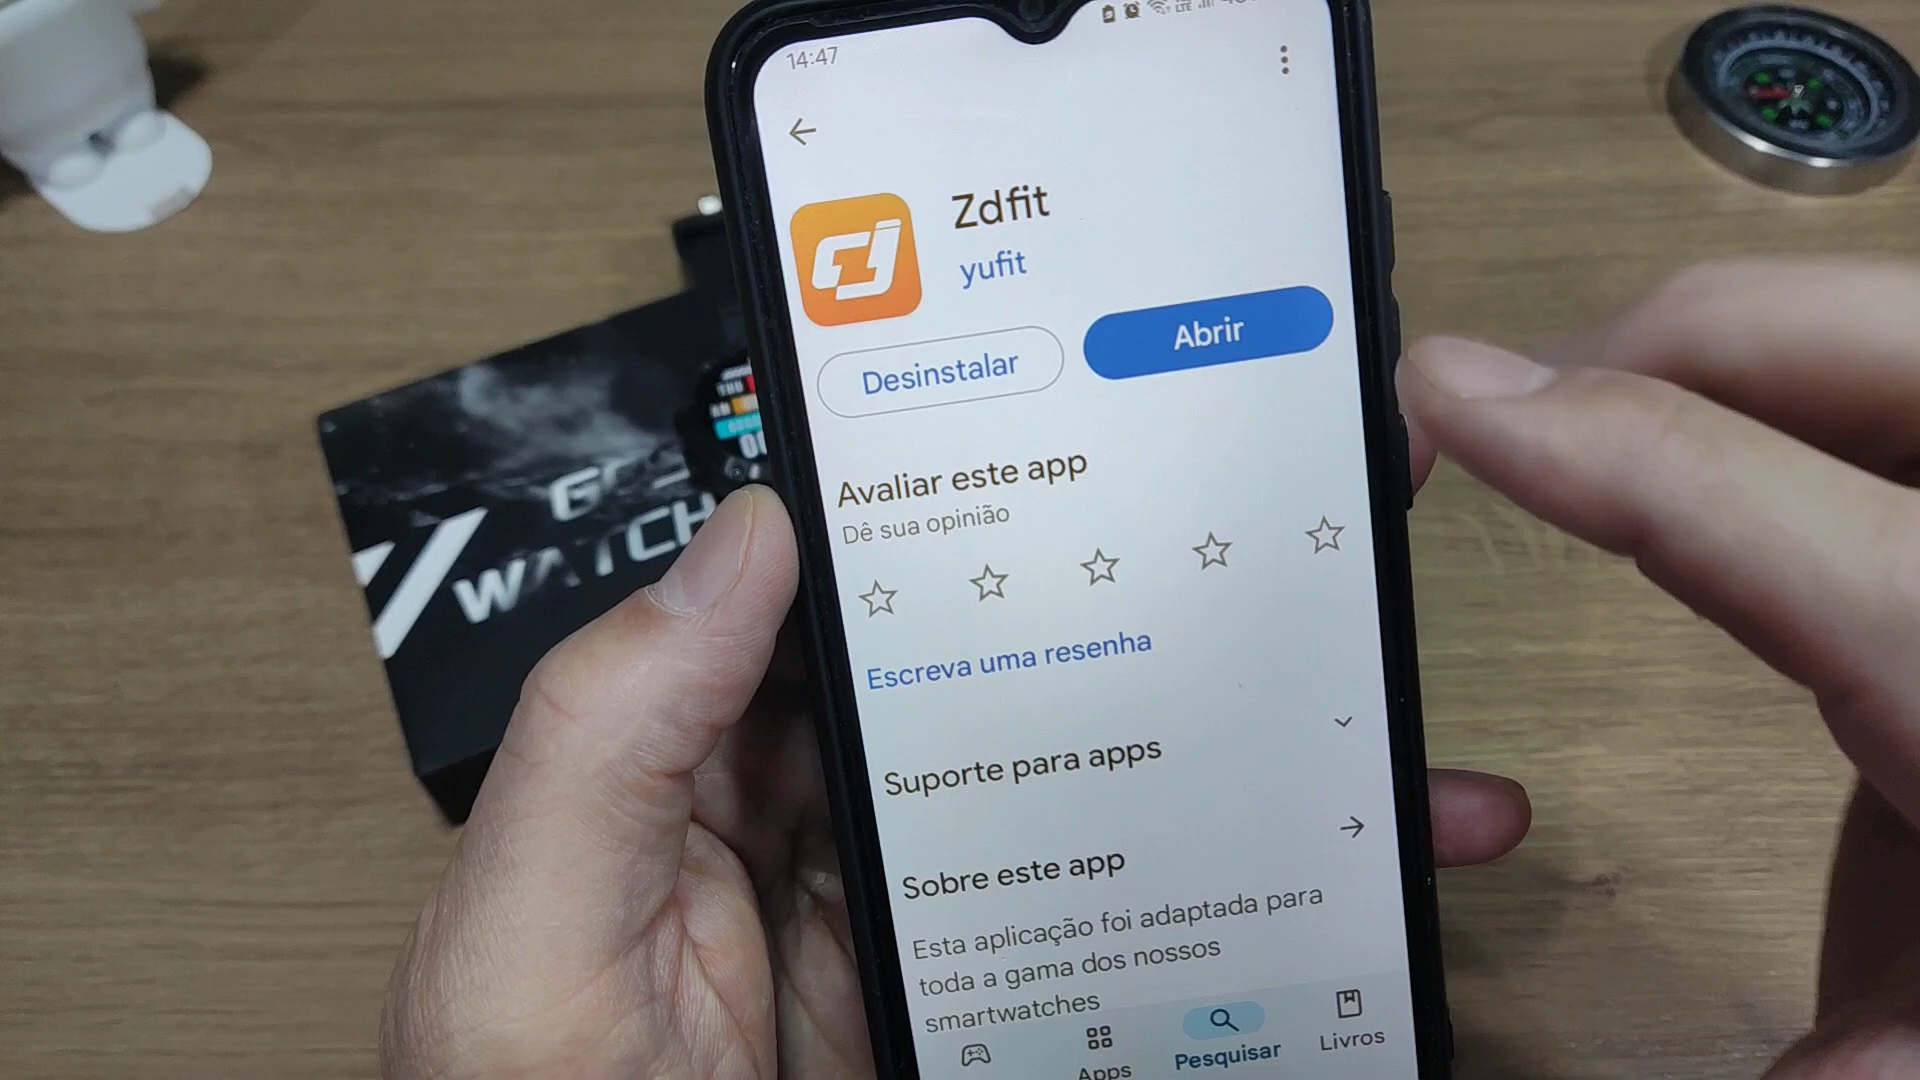 14:47
LTE
Zdfit
yufit
Desinstalar
Abrir
Avaliar este app
Dê sua opinião
Escreva uma resenha
Suporte para apps
Sobre este app
Esta aplicação foi adaptada para
toda a gama dos nossos
smartwatches
Apps
Pesquisar
Livros
WATCH